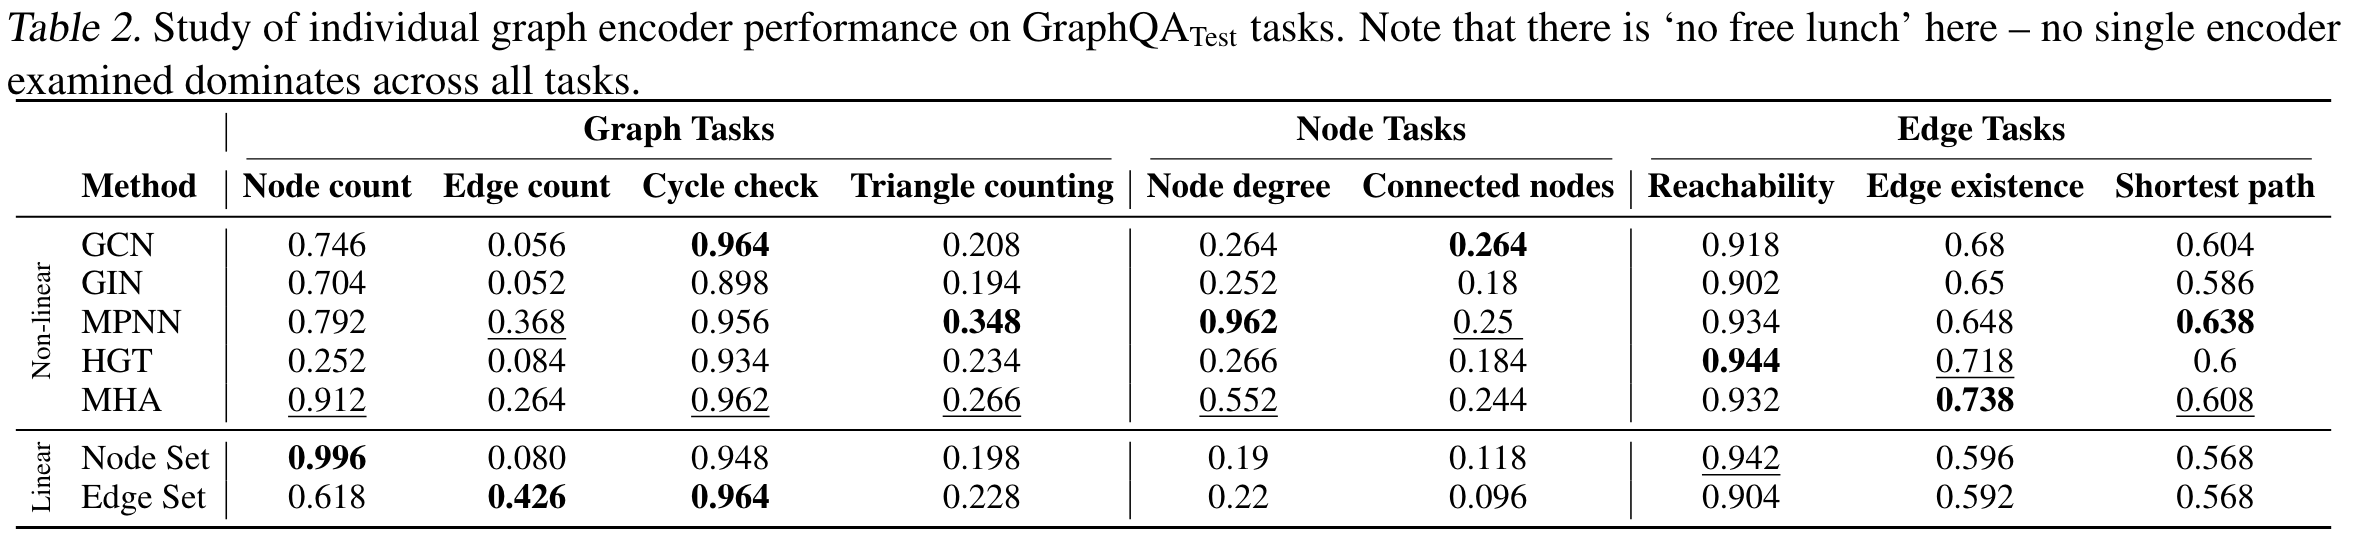 Table 2. Study of individual graph encoder performance on GraphQATest tasks. Note that there is ‘no free lunch’ here – no single encoder
examined dominates across all tasks.
Graph Tasks Node Tasks Edge Tasks
Method Node count Edge count Cycle check Triangle counting Node degree Connected nodes Reachability Edge existence Shortest path
Non-linear
GCN 0.746 0.056 0.964 0.208 0.264 0.264 0.918 0.68 0.604
GIN 0.704 0.052 0.898 0.194 0.252 0.18 0.902 0.65 0.586
MPNN 0.792 0.368 0.956 0.348 0.962 0.25 0.934 0.648 0.638
HGT 0.252 0.084 0.934 0.234 0.266 0.184 0.944 0.718 0.6
MHA 0.912 0.264 0.962 0.266 0.552 0.244 0.932 0.738 0.608
Linear
Node Set 0.996 0.080 0.948 0.198 0.19 0.118 0.942 0.596 0.568
Edge Set 0.618 0.426 0.964 0.228 0.22 0.096 0.904 0.592 0.568